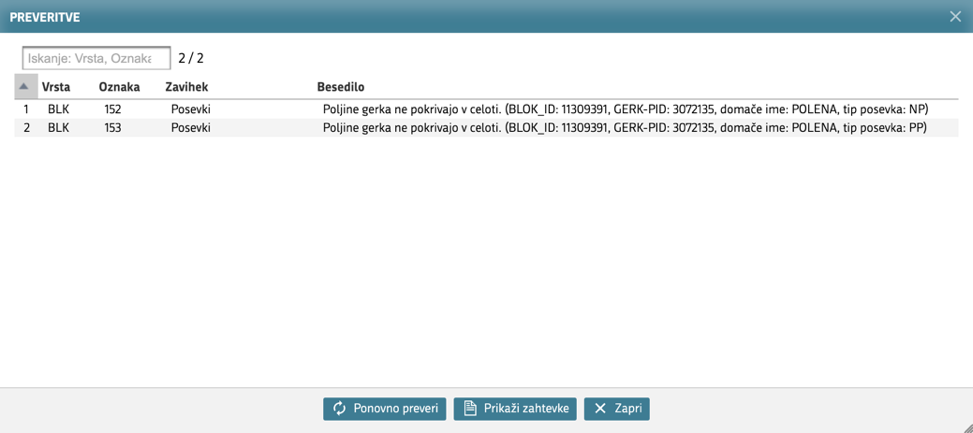 PREVERITVE
Iskanje: Vrsta, Oznaka 2 / 2
Vrsta Oznaka Zavihek Besedilo
1 BLK 152 Posevki Poljine gerka ne pokrivajo v celoti. (BLOK_ID: 11309391, GERK-PID: 3072135, domače ime: POLENA, tip posevka: NP)
2 BLK 153 Posevki Poljine gerka ne pokrivajo v celoti. (BLOK_ID: 11309391, GERK-PID: 3072135, domače ime: POLENA, tip posevka: PP)
Ponovno preveri Prikaži zahtevke Zapri